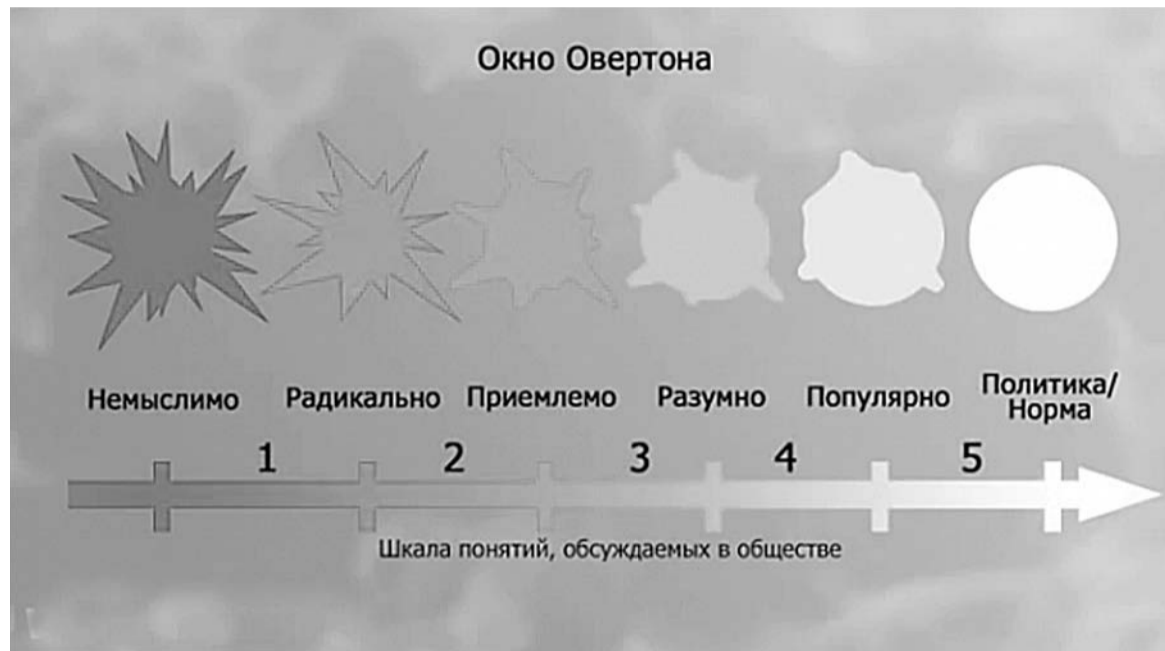 Окно Овертона
Немыслимо
Радикально
Приемлемо
Разумно
Популярно
Политика/
Норма
1
2
3
4
5
Шкала понятий, обсуждаемых в обществе